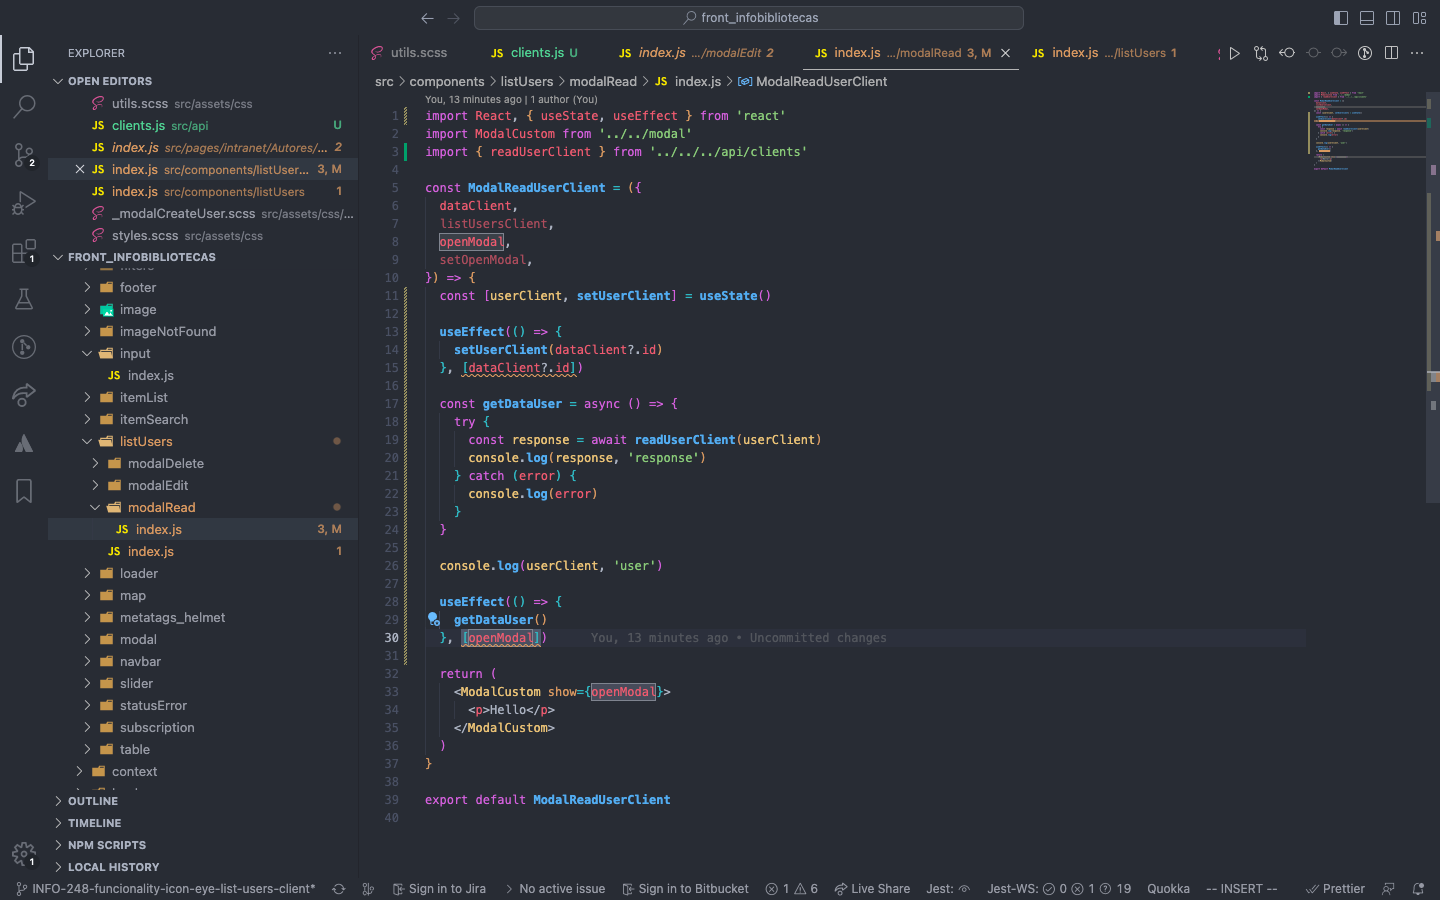 front_infobibliotecas
EXPLORER
OPEN EDITORS
utils.scss src/assets/css
JS clients.js src/api U
JS index.js src/pages/intranet/Autores/... 2
JS index.js src/components/listUser... 3, M
JS index.js src/components/listUsers 1
_modalCreateUser.scss src/assets/css/...
styles.scss src/assets/css
FRONT_INFOBIBLIOTECAS
footer
image
imageNotFound
input
JS index.js
itemList
itemSearch
listUsers
modalDelete
modalEdit
modalRead
JS index.js 3, M
JS index.js 1
loader
map
metatags_helmet
modal
navbar
slider
statusError
subscription
table
context
OUTLINE
TIMELINE
NPM SCRIPTS
LOCAL HISTORY
2
1
1
utils.scss JS clients.js U JS index.js .../modalEdit 2 JS index.js .../modalRead 3, M JS index.js .../listUsers 1
src > components > listUsers > modalRead > JS index.js > ModalReadUserClient
You, 13 minutes ago | 1 author (You)
1 import React, { useState, useEffect } from 'react'
2 import ModalCustom from '../../modal'
3 import { readUserClient } from '../../../api/clients'
4
5 const ModalReadUserClient = ({
6 dataClient,
7 listUsersClient,
8 openModal,
9 setOpenModal,
10 }) => {
11 const [userClient, setUserClient] = useState()
12
13 useEffect(() => {
14 setUserClient(dataClient?.id)
15 }, [dataClient?.id])
16
17 const getDataUser = async () => {
18 try {
19 const response = await readUserClient(userClient)
20 console.log(response, 'response')
21 } catch (error) {
22 console.log(error)
23 }
24 }
25
26 console.log(userClient, 'user')
27
28 useEffect(() => {
29 getDataUser()
30 }, [openModal]) You, 13 minutes ago • Uncommitted changes
31
32 return (
33 <ModalCustom show={openModal}>
34 <p>Hello</p>
35 </ModalCustom>
36 )
37 }
38
39 export default ModalReadUserClient
40
INFO-248-funcionality-icon-eye-list-users-client* Sign in to Jira No active issue Sign in to Bitbucket 1 6 Live Share Jest: Jest-WS: 0 1 19 Quokka -- INSERT -- Prettier